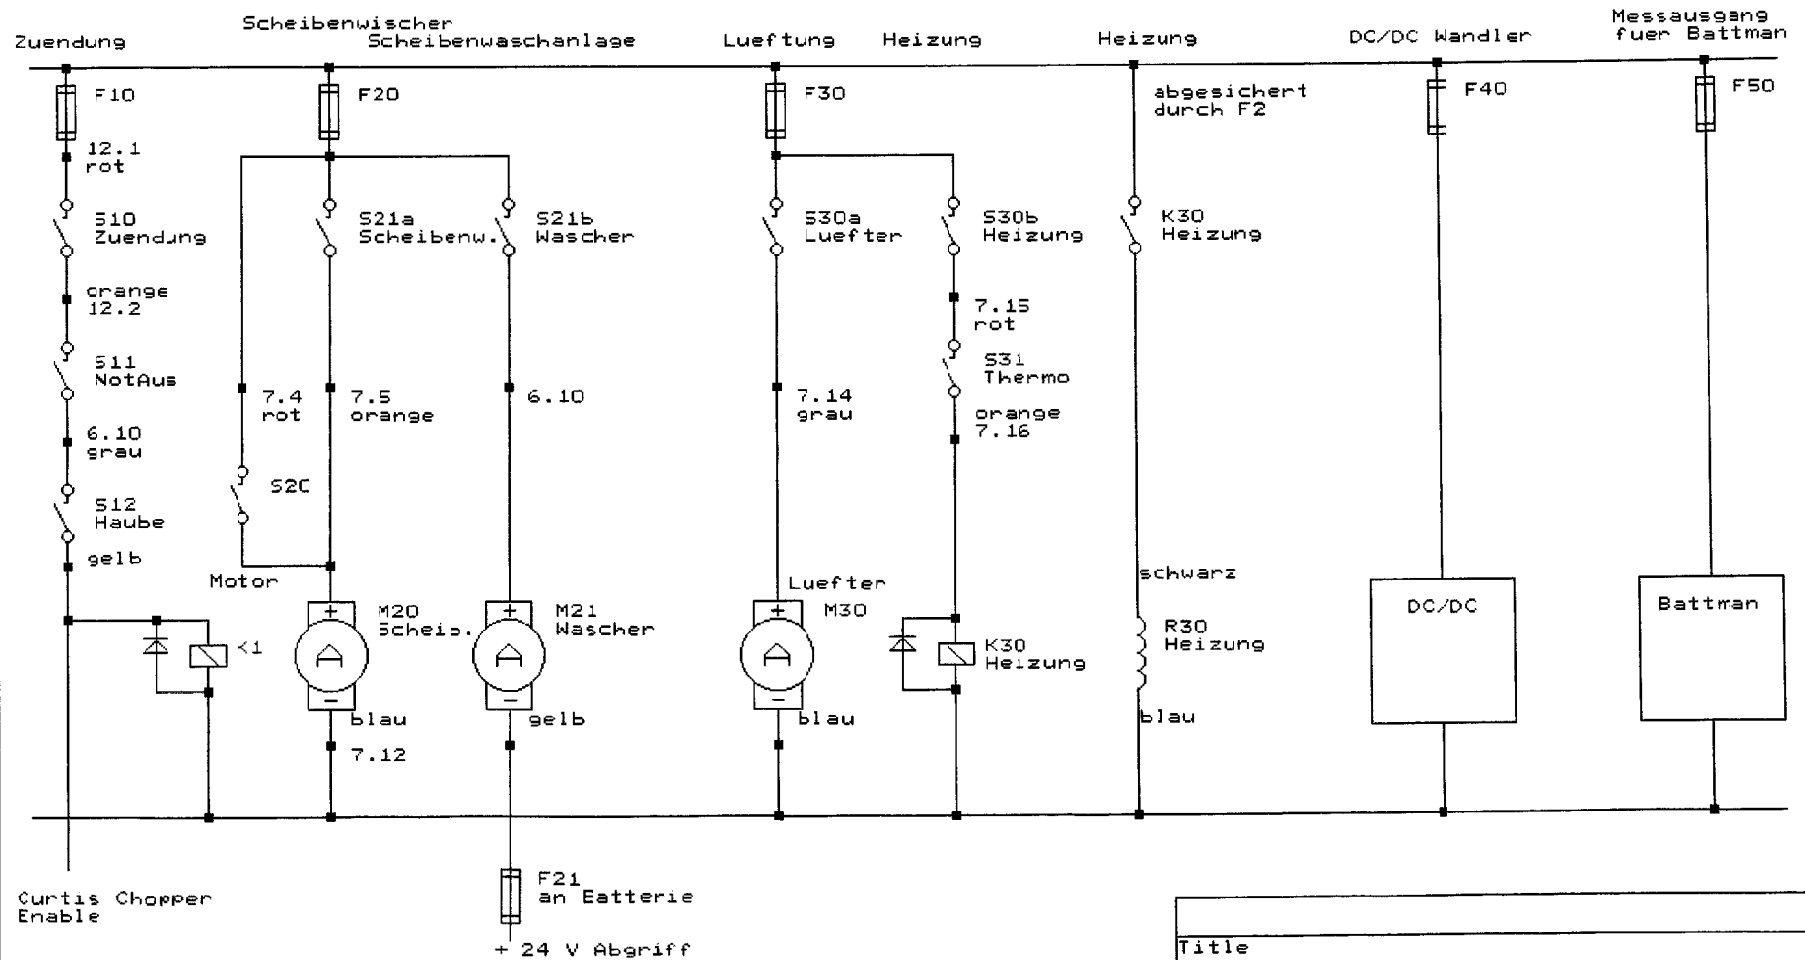 Scheibenwischer
Messausgang
Zuendung
Scheibenwaschanlage
Lueftung
Heizung
Heizung
DC/DC Wandler
fuer Battman
F10
F20
F30
abgesichert
durch F2
F40
F50
12.1
rot
S10
Zuendung
S21a
Scheibenw.
S21b
Wascher
S30a
Luefter
S30b
Heizung
K30
Heizung
orange
12.2
7.15
rot
S11
NotAus
S31
Thermo
7.4
rot
7.5
orange
6.10
7.14
grau
orange
7.16
6.10
grau
S20
S12
Haube
gelb
Motor
Luefter
schwarz
M20
Scheib.
M21
Wascher
M30
DC/DC
Battman
K1
K30
Heizung
R30
Heizung
blau
gelb
blau
blau
7.12
Curtis Chopper
Enable
F21
an Batterie
+ 24 V Abgriff
Title
+
-
+
-
+
-